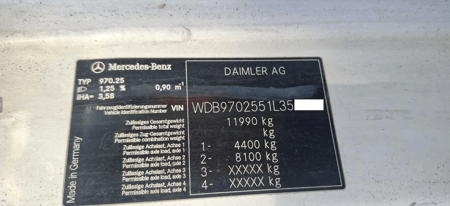 Mercedes-Benz
DAIMLER AG
TYP 970.25
1,25% 0,90 m¹
IHA= 3,58
Fahrzeugidentifizierungsnummer
Vehicle Identification Number VIN WDB9702551L35
Zulässiges Gesamtgewicht 11990 kg
Permissible total weight
Zulässiges Zug-Gesamtgewicht kg
Permissible combination weight
Zulässige Achslast, Achse 1 1- 4400 kg
Permissible axle load, axle 1
Zulässige Achslast, Achse 2 2- 8100 kg
Permissible axle load, axle 2
Zulässige Achslast, Achse 3 3- XXXXX kg
Permissible axle load, axle 3
Zulässige Achslast, Achse 4 4- XXXXX kg
Permissible axle load, axle 4
Made in Germany